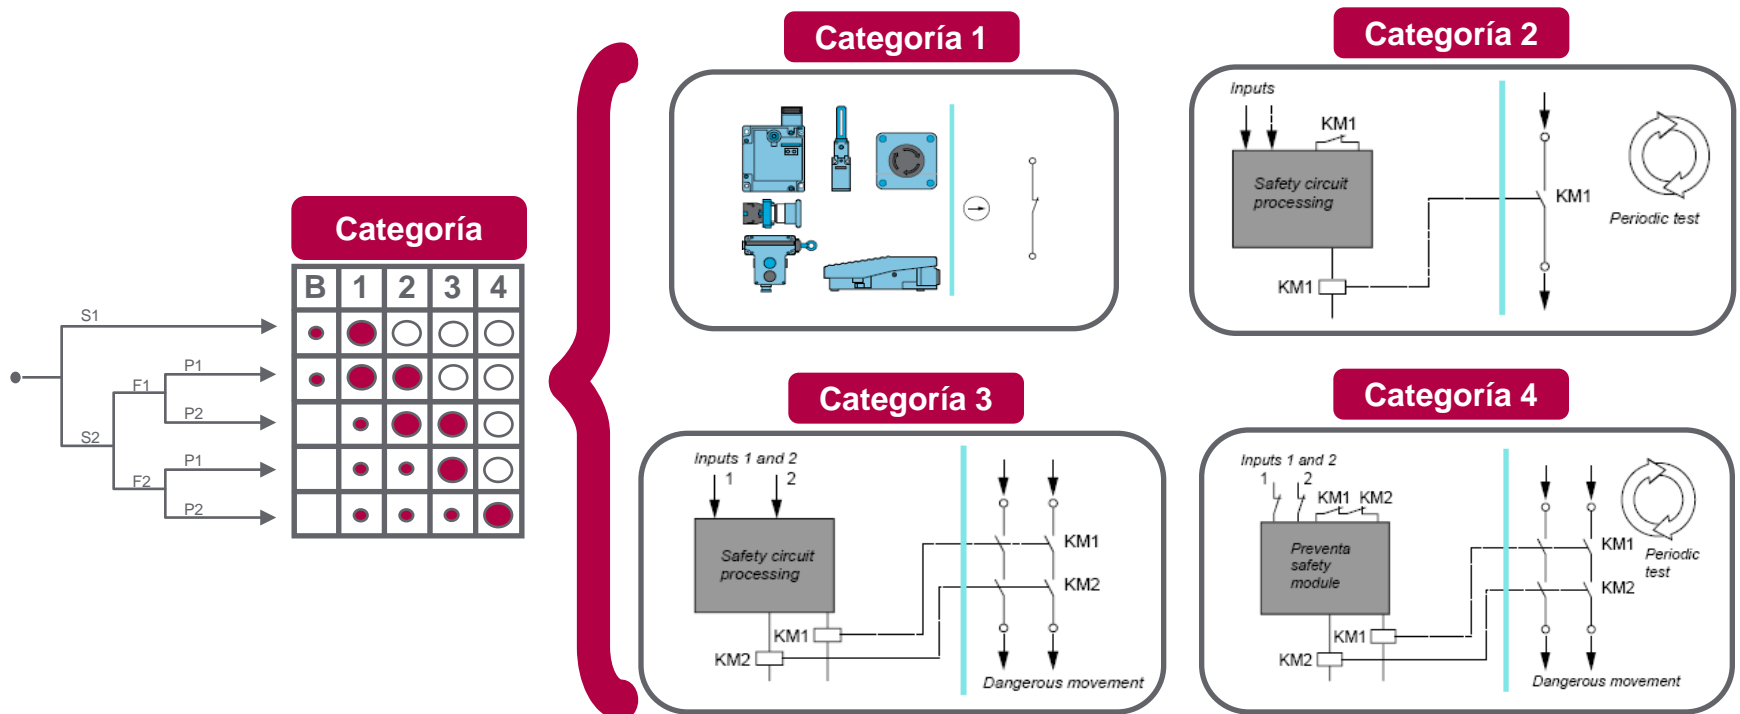 Categoría
B 1 2 3 4
S1
P1
F1
P2
S2
P1
F2
P2
Categoría 1
Categoría 2
Inputs
KM1
Safety circuit
processing
KM1
KM1
Periodic test
Categoría 3
Inputs 1 and 2
1 2
Safety circuit
processing
KM1
KM2
KM1
KM2
Dangerous movement
Categoría 4
Inputs 1 and 2
1 2
KM1 KM2
Preventa
safety
module
KM1
KM2
Periodic
test
KM1
KM2
Dangerous movement